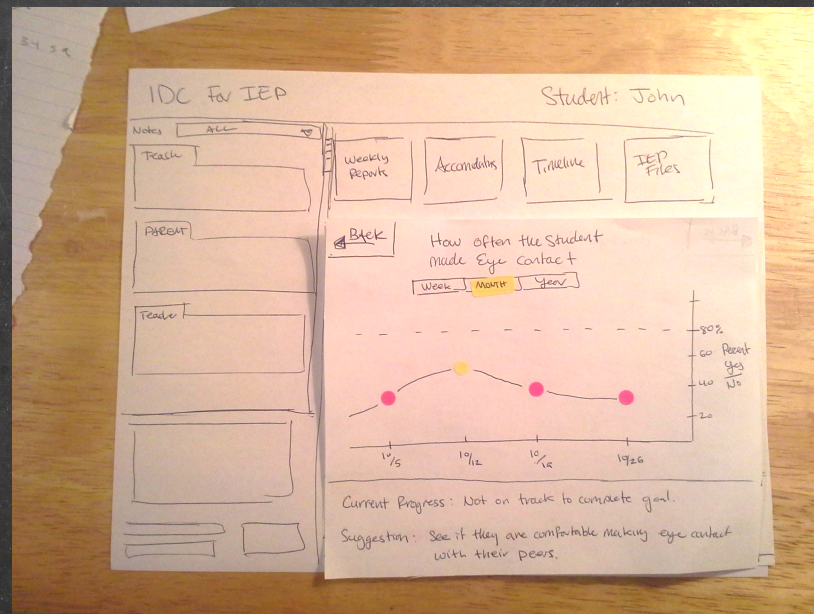 IDC For IEP
Student: John
Notes
ALL
PARENT
Weekly
Reports
Timeline
IEP
Files
Back
How often the Student
made Eye contact
Week
MONTH
Year
80%
60
40
20
Percent
Yes
No
10/5
10/12
10/19
10/26
Current Progress: Not on track to complete goal.
Suggestion: See if they are comfortable making eye contact
with their peers.